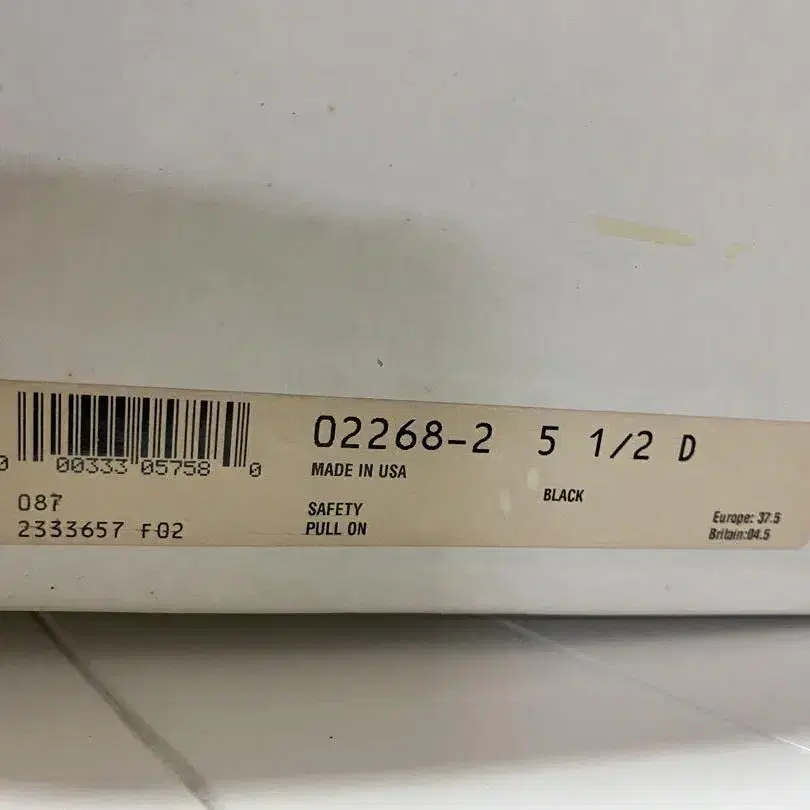 02268-2 5 1/2 D
0 00333 05758 0
MADE IN USA
BLACK
087
SAFETY
2333657 F02
PULL ON
Europe: 37.5
Britain:04.5